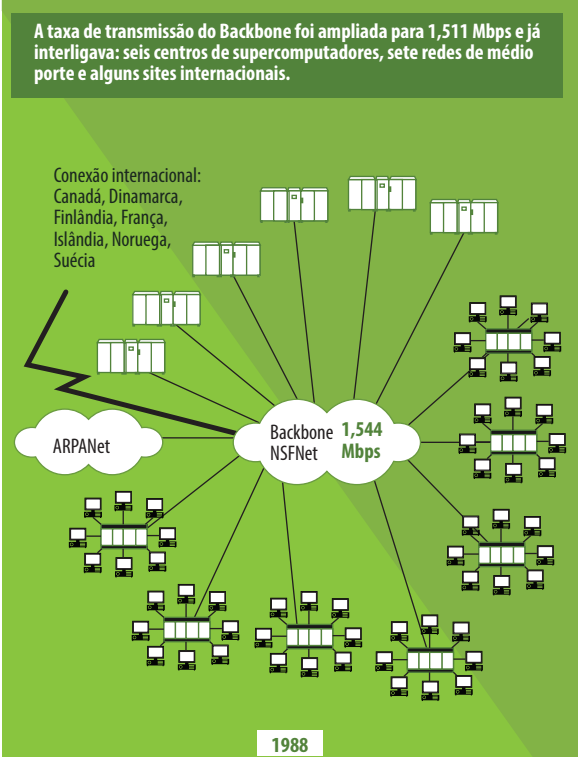 A taxa de transmissão do Backbone foi ampliada para 1,511 Mbps e já
interligava: seis centros de supercomputadores, sete redes de médio
porte e alguns sites internacionais.
Conexão internacional:
Canadá, Dinamarca,
Finlândia, França,
Islândia, Noruega,
Suécia
ARPANet
Backbone
NSFNet
1,544
Mbps
1988